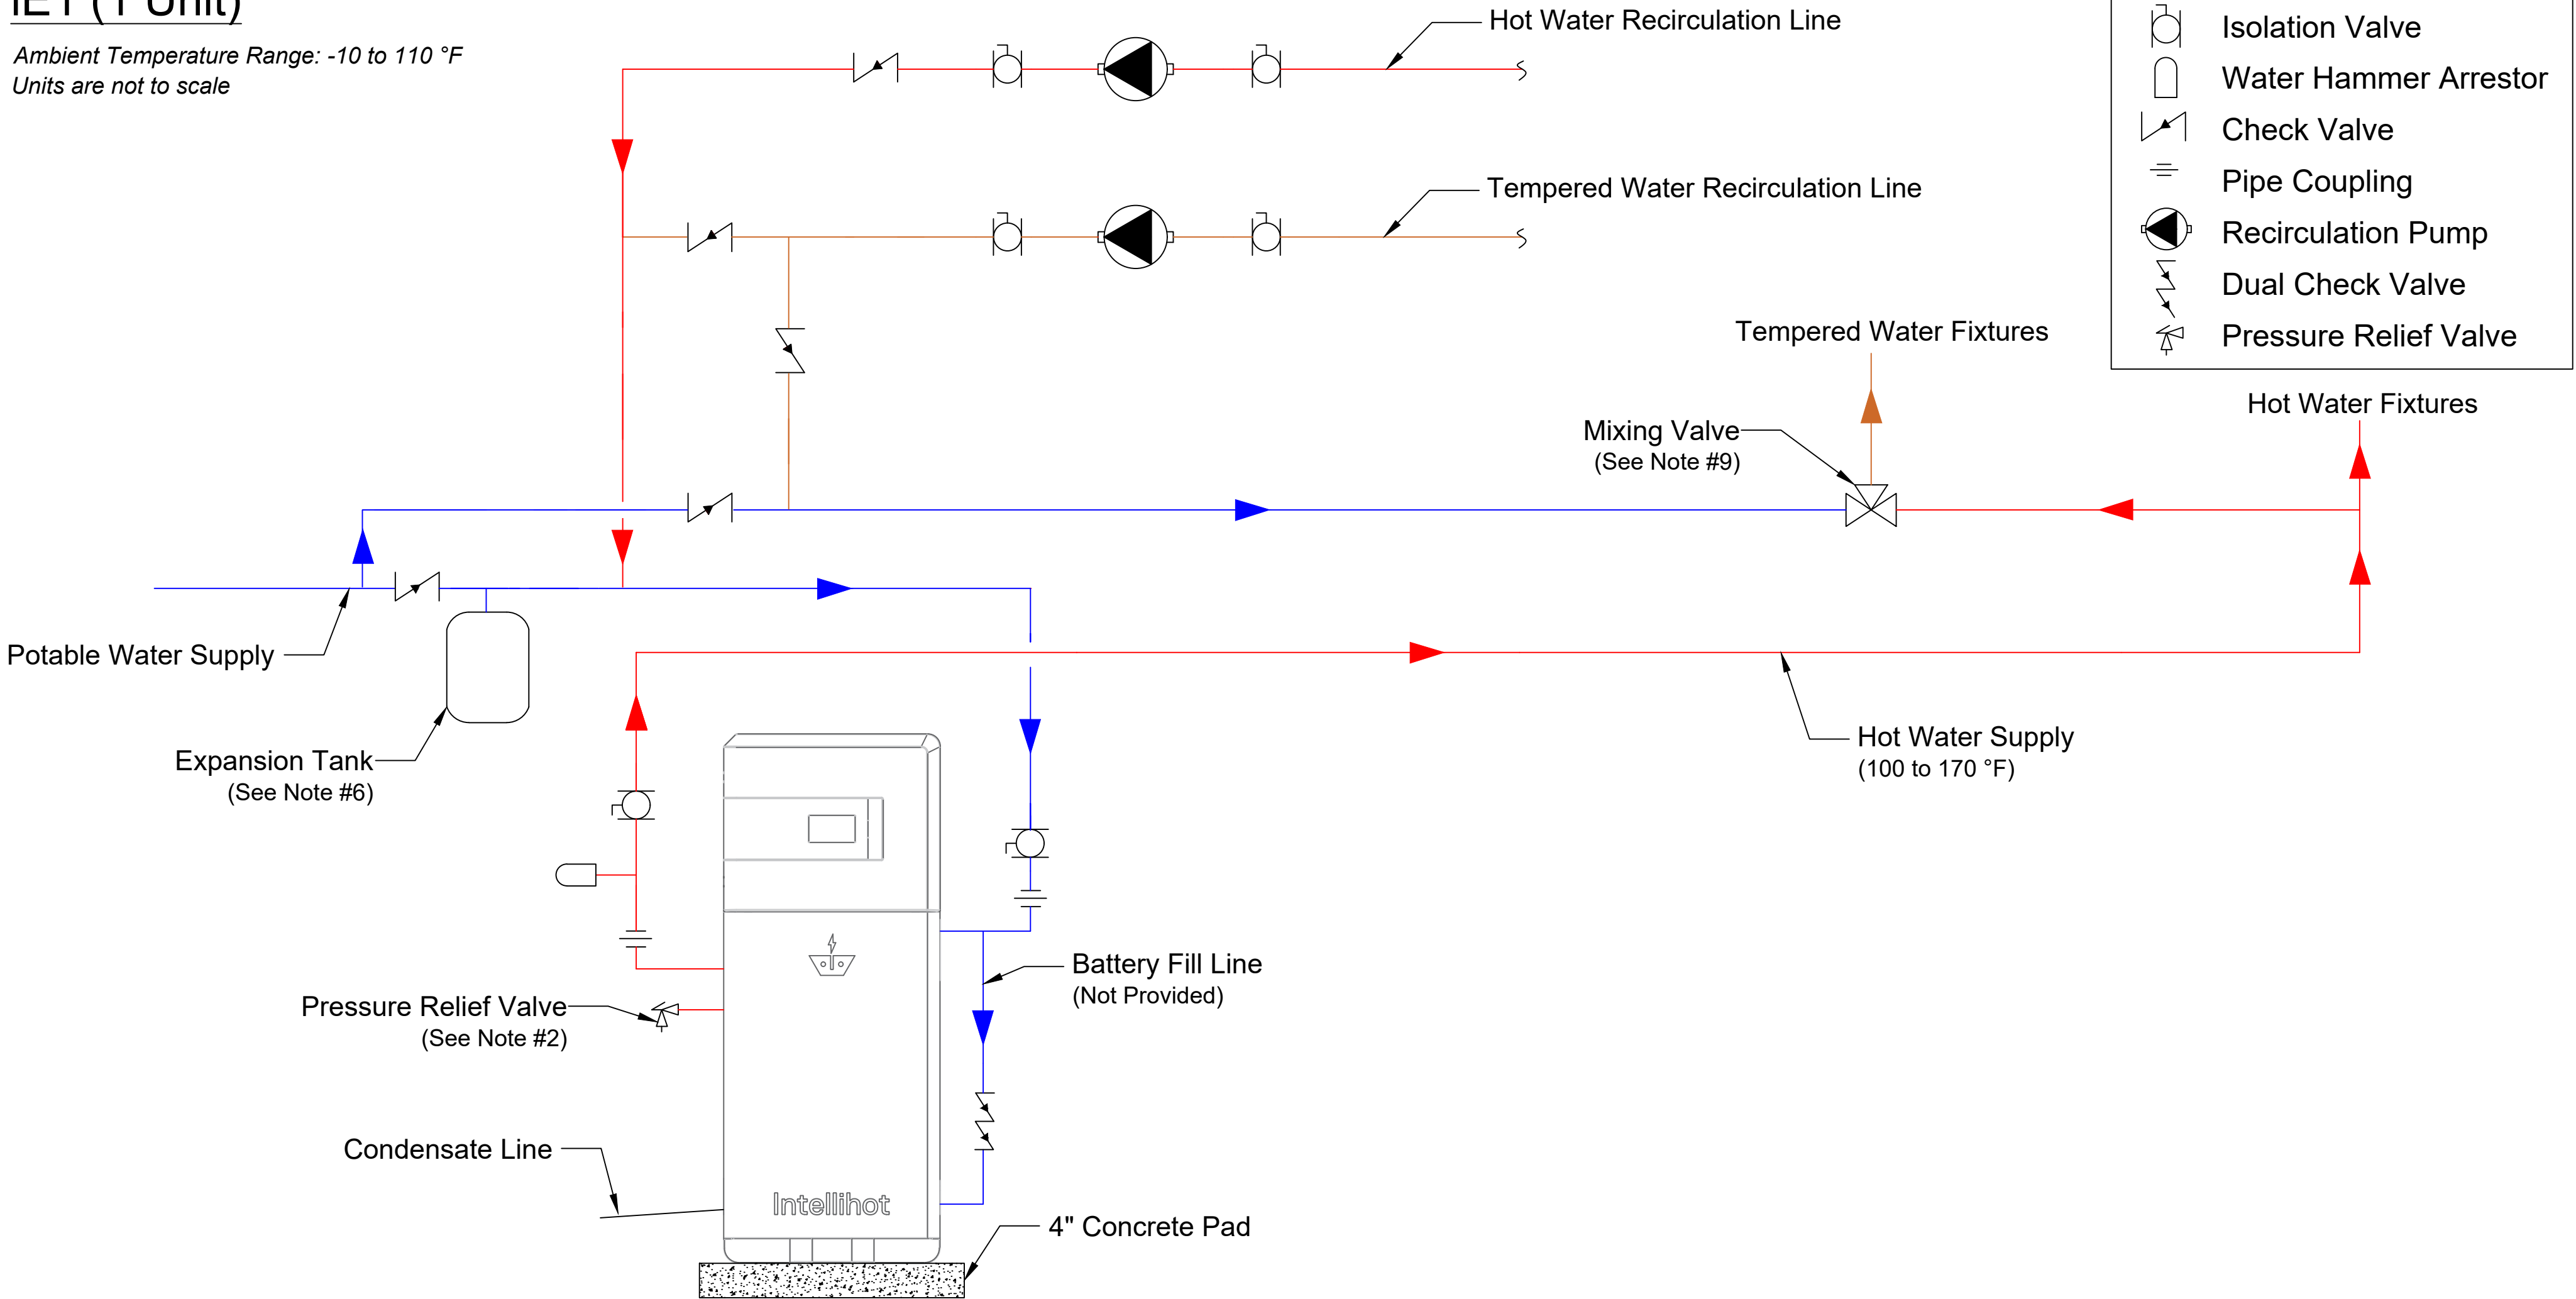 iE1 (1 Unit)
Ambient Temperature Range: -10 to 110 °F
Units are not to scale
Hot Water Recirculation Line
Tempered Water Recirculation Line
Isolation Valve
Water Hammer Arrestor
Check Valve
Pipe Coupling
Recirculation Pump
Dual Check Valve
Pressure Relief Valve
Tempered Water Fixtures
Hot Water Fixtures
Mixing Valve
(See Note #9)
Potable Water Supply
Expansion Tank
(See Note #6)
Hot Water Supply
(100 to 170 °F)
Battery Fill Line
(Not Provided)
Pressure Relief Valve
(See Note #2)
Condensate Line
Intellihot
4" Concrete Pad